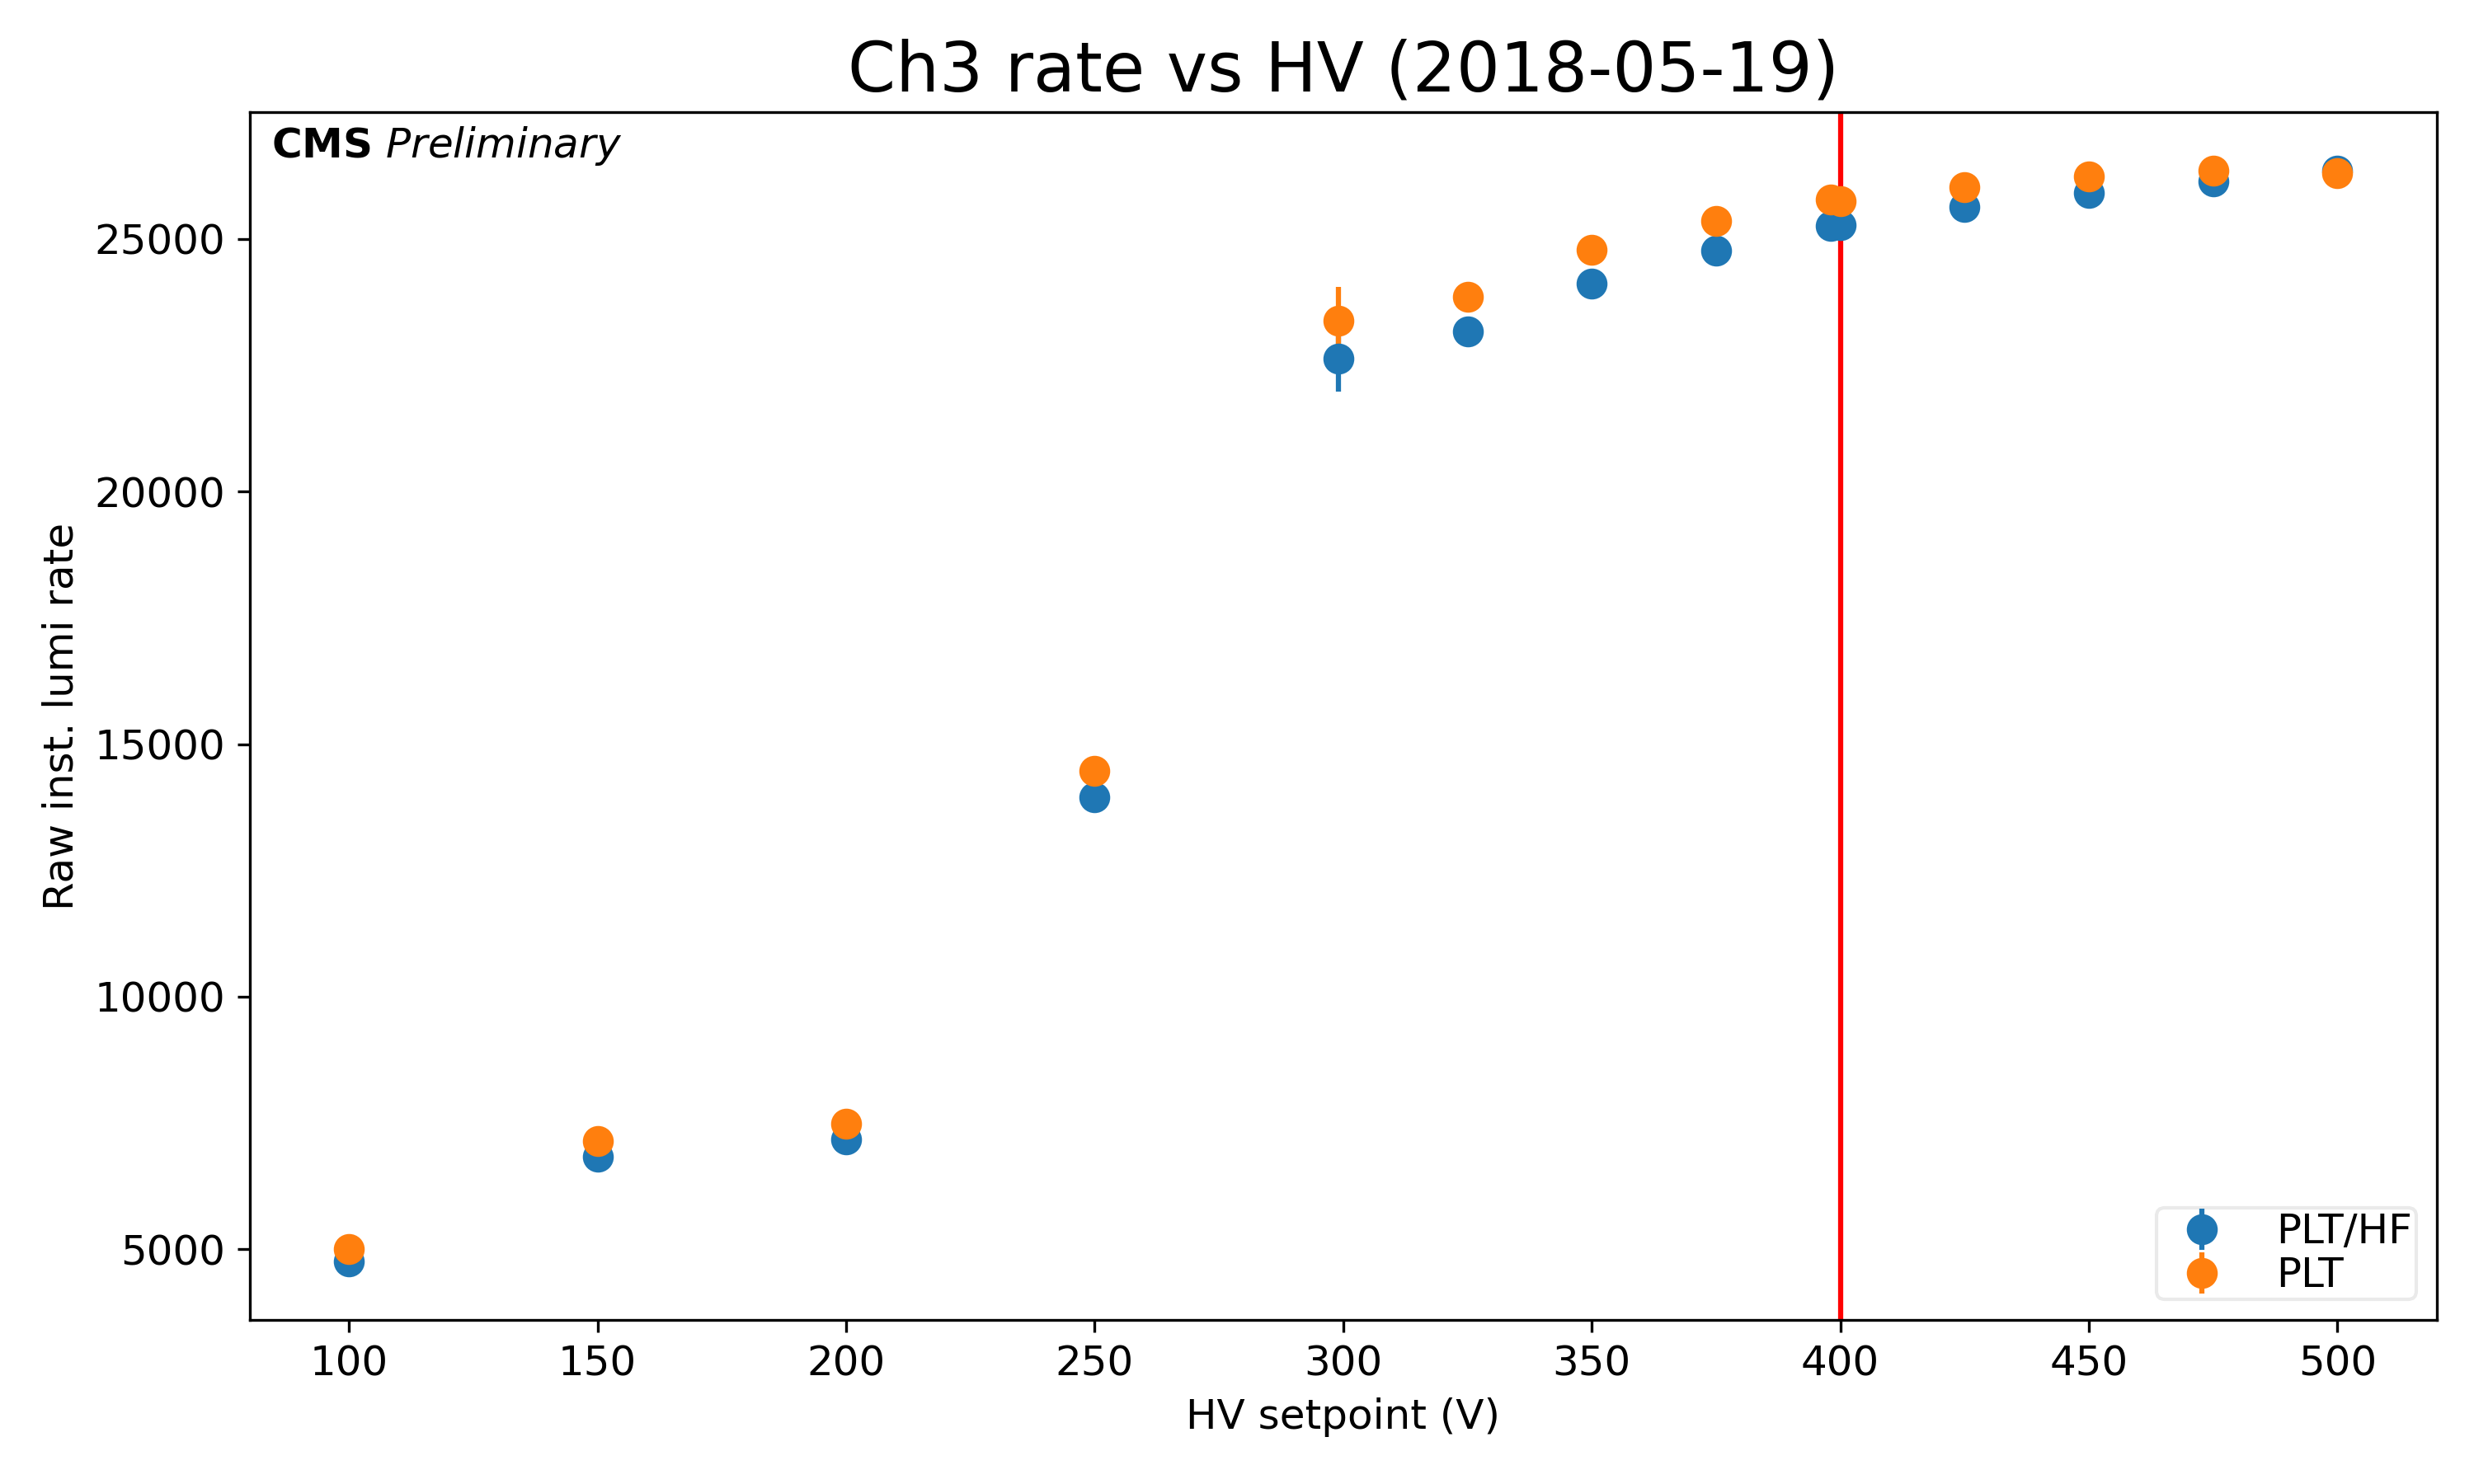 Ch3 rate vs HV (2018-05-19)
CMS Preliminary
25000
20000
15000
10000
5000
Raw inst. lumi rate
PLT/HF
PLT
100 150 200 250 300 350 400 450 500
HV setpoint (V)